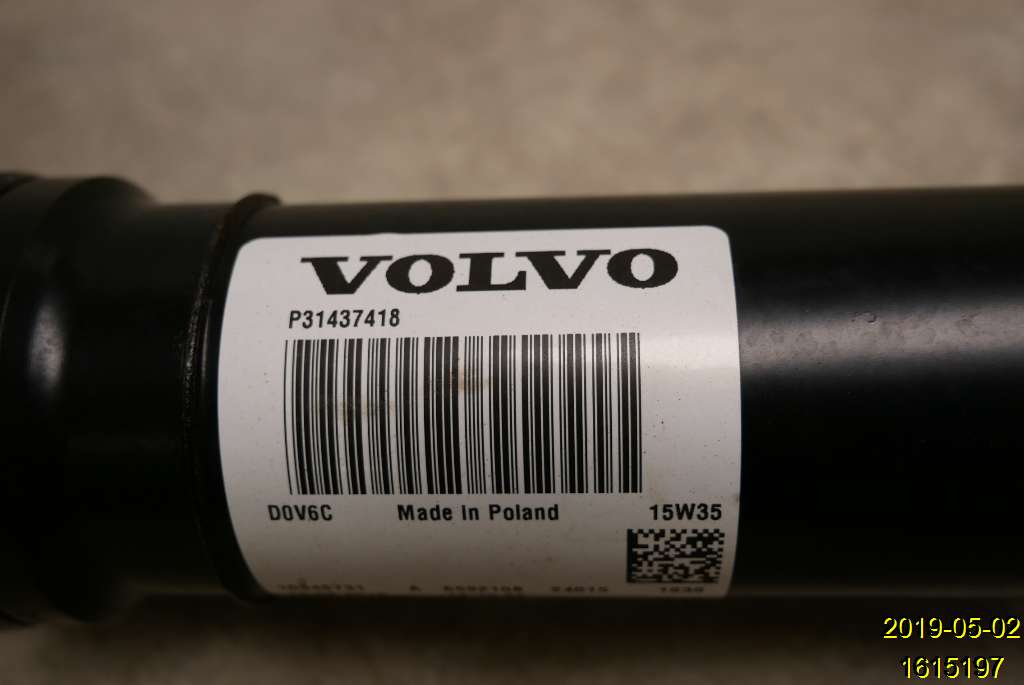 VOLVO
P31437418
D0V6C Made In Poland 15W35
2019-05-02
1615197